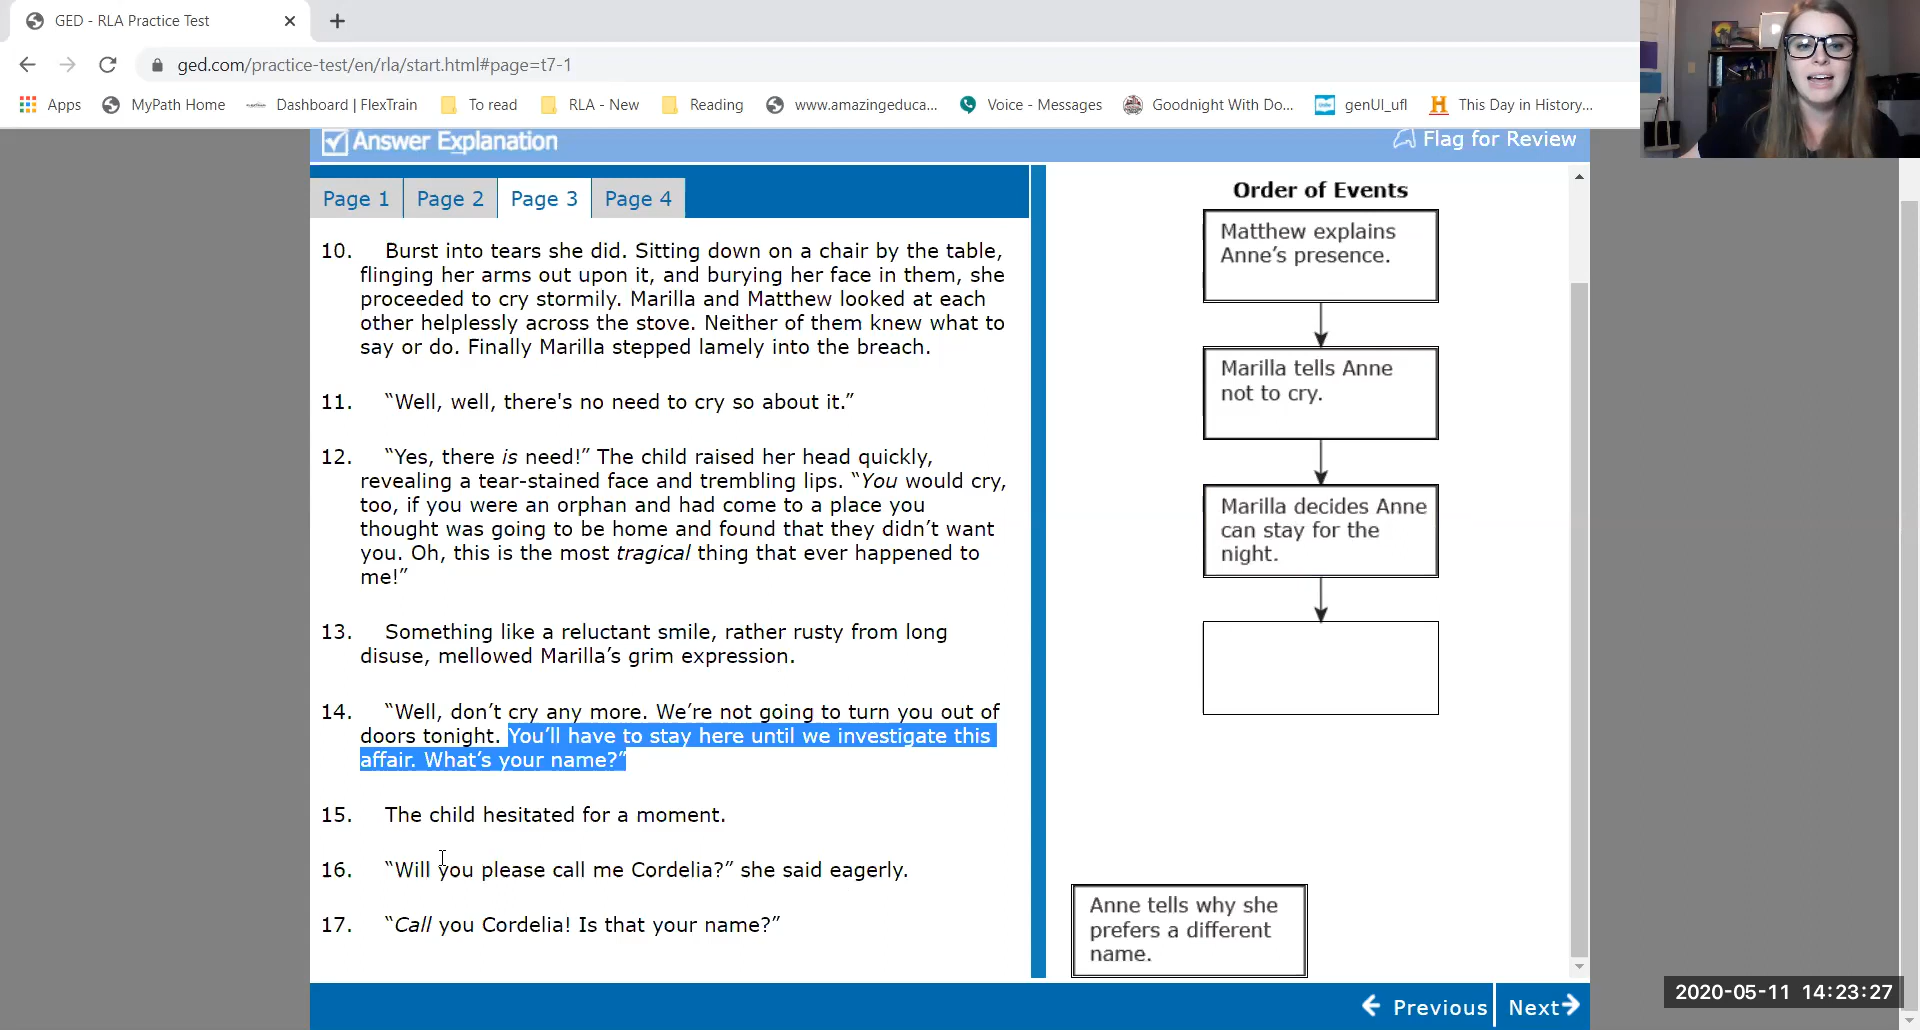 GED - RLA Practice Test
ged.com/practice-test/en/rla/start.html#page=t7-1
Apps MyPath Home Dashboard | FlexTrain To read RLA - New Reading www.amazingeduca... Voice - Messages Goodnight With Do... genUI_ufl This Day in History...
Answer Explanation Flag for Review
Page 1 Page 2 Page 3 Page 4
10. Burst into tears she did. Sitting down on a chair by the table,
flinging her arms out upon it, and burying her face in them, she
proceeded to cry stormily. Marilla and Matthew looked at each
other helplessly across the stove. Neither of them knew what to
say or do. Finally Marilla stepped lamely into the breach.
11. “Well, well, there's no need to cry so about it.”
12. “Yes, there is need!” The child raised her head quickly,
revealing a tear-stained face and trembling lips. “You would cry,
too, if you were an orphan and had come to a place you
thought was going to be home and found that they didn’t want
you. Oh, this is the most tragical thing that ever happened to
me!”
13. Something like a reluctant smile, rather rusty from long
disuse, mellowed Marilla’s grim expression.
14. “Well, don’t cry any more. We’re not going to turn you out of
doors tonight. You’ll have to stay here until we investigate this
affair. What’s your name?”
15. The child hesitated for a moment.
16. “Will you please call me Cordelia?” she said eagerly.
17. “Call you Cordelia! Is that your name?”
Order of Events
Matthew explains
Anne’s presence.
Marilla tells Anne
not to cry.
Marilla decides Anne
can stay for the
night.
Anne tells why she
prefers a different
name.
Previous Next
2020-05-11 14:23:27